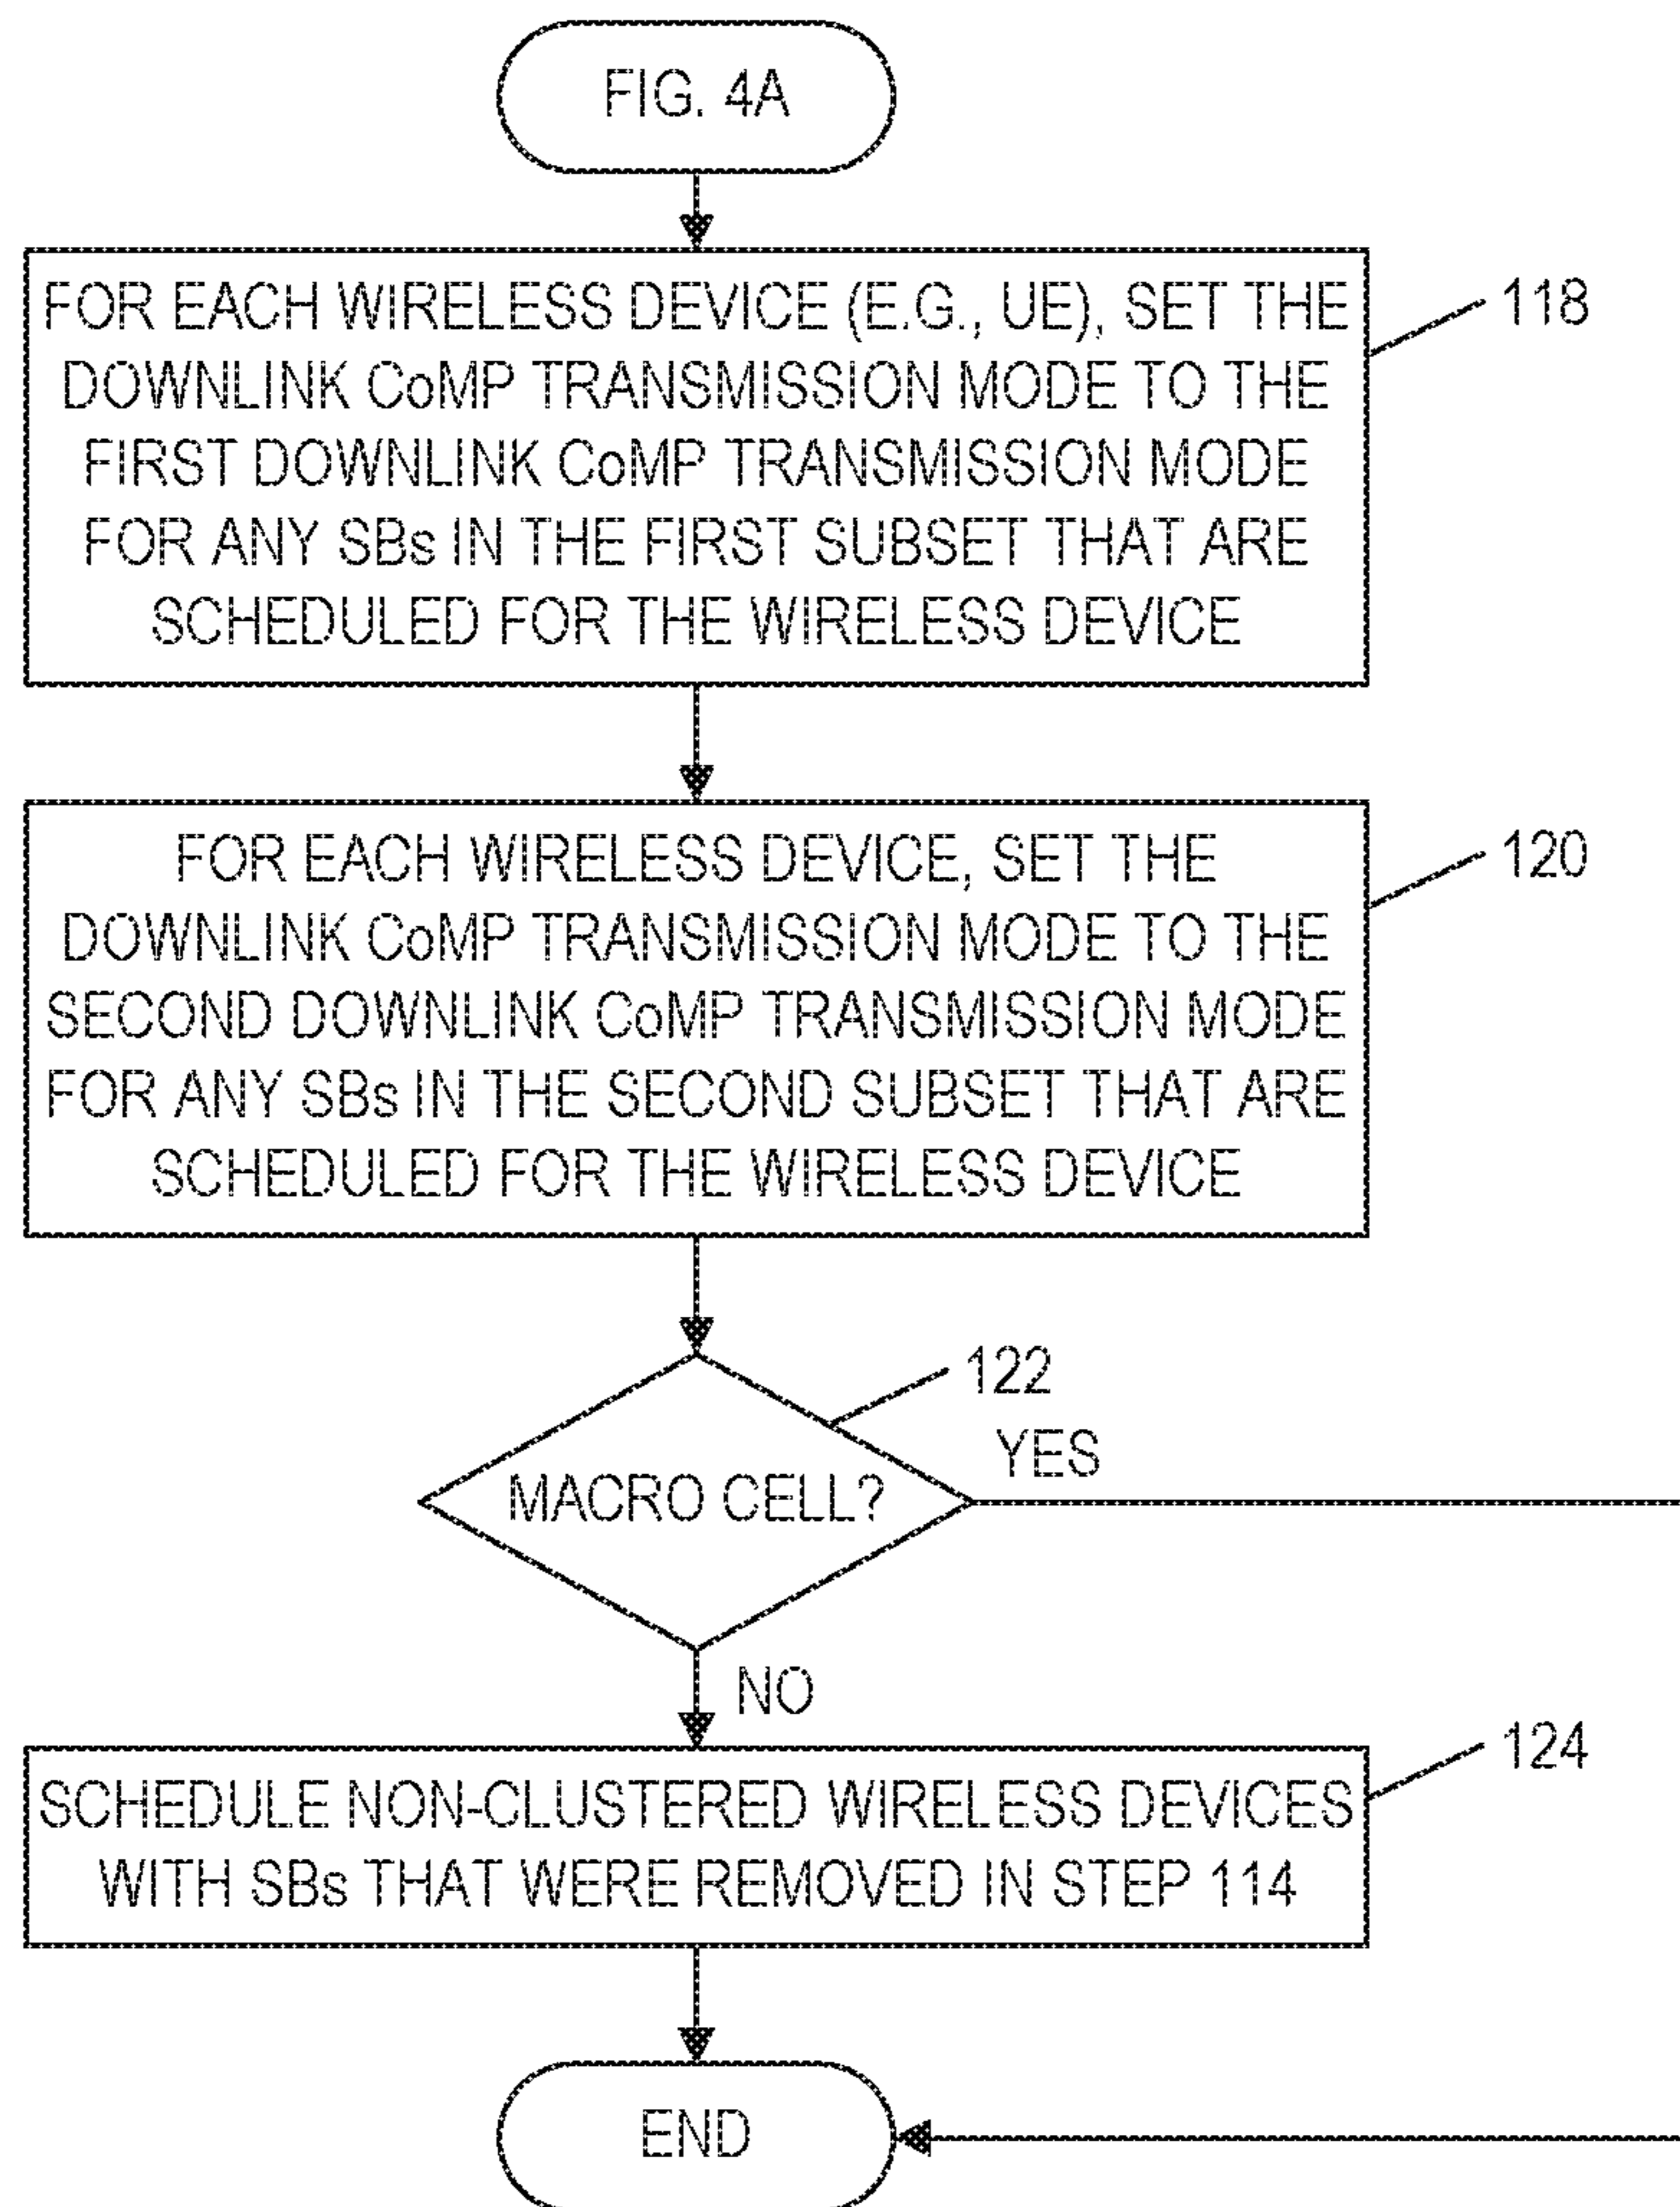 FIG. 4A
FOR EACH WIRELESS DEVICE (E.G., UE), SET THE
DOWNLINK CoMP TRANSMISSION MODE TO THE
FIRST DOWNLINK CoMP TRANSMISSION MODE
FOR ANY SBs IN THE FIRST SUBSET THAT ARE
SCHEDULED FOR THE WIRELESS DEVICE
118
FOR EACH WIRELESS DEVICE, SET THE
DOWNLINK CoMP TRANSMISSION MODE TO THE
SECOND DOWNLINK CoMP TRANSMISSION MODE
FOR ANY SBs IN THE SECOND SUBSET THAT ARE
SCHEDULED FOR THE WIRELESS DEVICE
120
122
YES
MACRO CELL?
NO
124
SCHEDULE NON-CLUSTERED WIRELESS DEVICES
WITH SBs THAT WERE REMOVED IN STEP 114
END